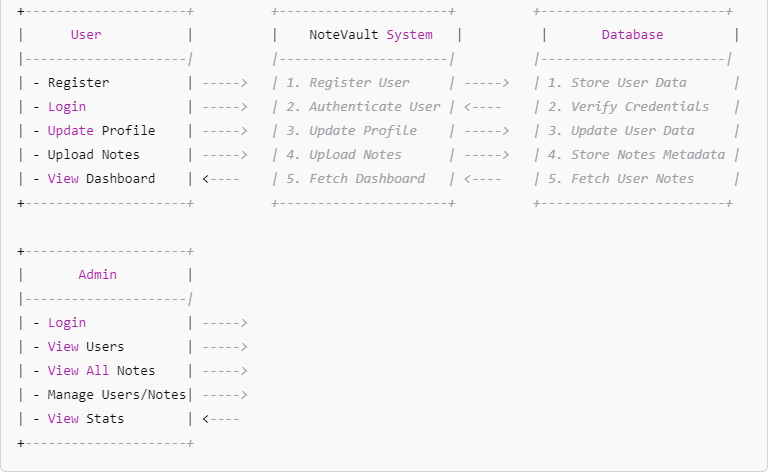 +---------------------+          +----------------------+          +------------------------+
|      User           |          |    NoteVault System   |          |       Database         |
|---------------------|          |----------------------|          |------------------------|
| - Register          | ----->   | 1. Register User     | ----->   | 1. Store User Data      |
| - Login             | ----->   | 2. Authenticate User | <----    | 2. Verify Credentials   |
| - Update Profile    | ----->   | 3. Update Profile    | ----->   | 3. Update User Data     |
| - Upload Notes      | ----->   | 4. Upload Notes      | ----->   | 4. Store Notes Metadata |
| - View Dashboard    | <----    | 5. Fetch Dashboard   | <----    | 5. Fetch User Notes     |
+---------------------+          +----------------------+          +------------------------+
+---------------------+
|       Admin         |
|---------------------|
| - Login             | ----->
| - View Users        | ----->
| - View All Notes    | ----->
| - Manage Users/Notes| ----->
| - View Stats        | <----
+---------------------+